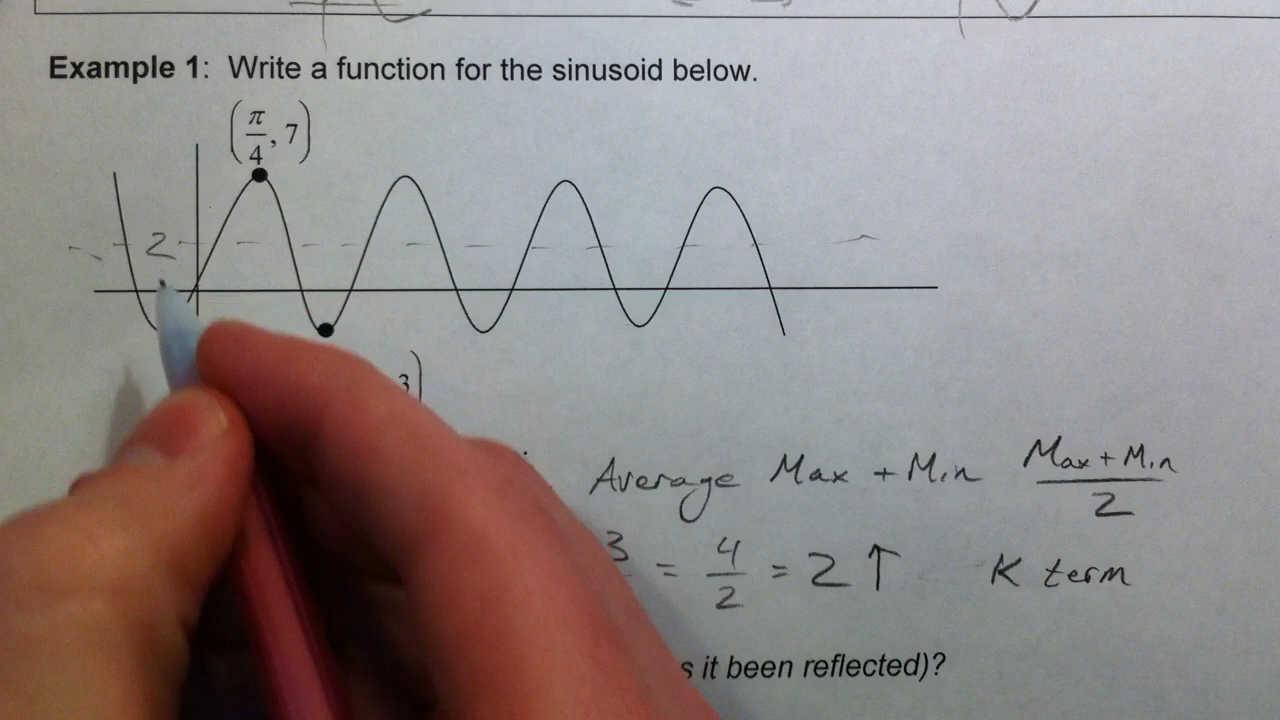 Example 1: Write a function for the sinusoid below.
(π/4, 7)
2
3)
Average Max + Min (Max + Min)/2
3 = 4/2 = 2 ↑ K term
it been reflected)?